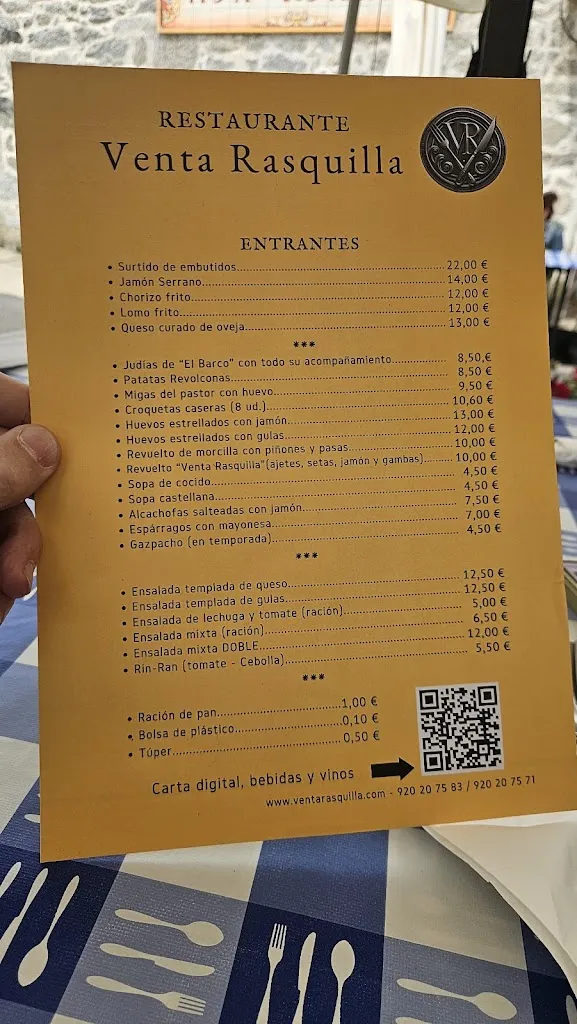 RESTAURANTE
Venta Rasquilla
VR
ENTRANTES
• Surtido de embutidos........ 22,00 €
• Jamón Serrano........ 14,00 €
• Chorizo frito........ 12,00 €
• Lomo frito........ 12,00 €
• Queso curado de oveja........ 13,00 €
***
• Judías de "El Barco" con todo su acompañamiento........ 8,50,€
• Patatas Revolconas........ 8,50 €
• Migas del pastor con huevo........ 9,50 €
• Croquetas caseras (8 ud.)........ 10,60 €
• Huevos estrellados con jamón........ 13,00 €
• Huevos estrellados con gulas........ 12,00 €
• Revuelto de morcilla con piñones y pasas........ 10,00 €
• Revuelto "Venta Rasquilla"(ajetes, setas, jamón y gambas)........ 10,00 €
• Sopa de cocido........ 4,50 €
• Sopa castellana........ 4,50 €
• Alcachofas salteadas con jamón........ 7,50 €
• Espárragos con mayonesa........ 7,00 €
• Gazpacho (en temporada)........ 4,50 €
***
• Ensalada templada de queso........ 12,50 €
• Ensalada templada de gulas........ 12,50 €
• Ensalada de lechuga y tomate (ración)........ 5,00 €
• Ensalada mixta (ración)........ 6,50 €
• Ensalada mixta DOBLE........ 12,00 €
• Rin-Ran (tomate - Cebolla)........ 5,50 €
***
• Ración de pan........ 1,00 €
• Bolsa de plástico........ 0,10 €
• Túper........ 0,50 €
Carta digital, bebidas y vinos
www.ventarasquilla.com - 920 20 75 83 / 920 20 75 71